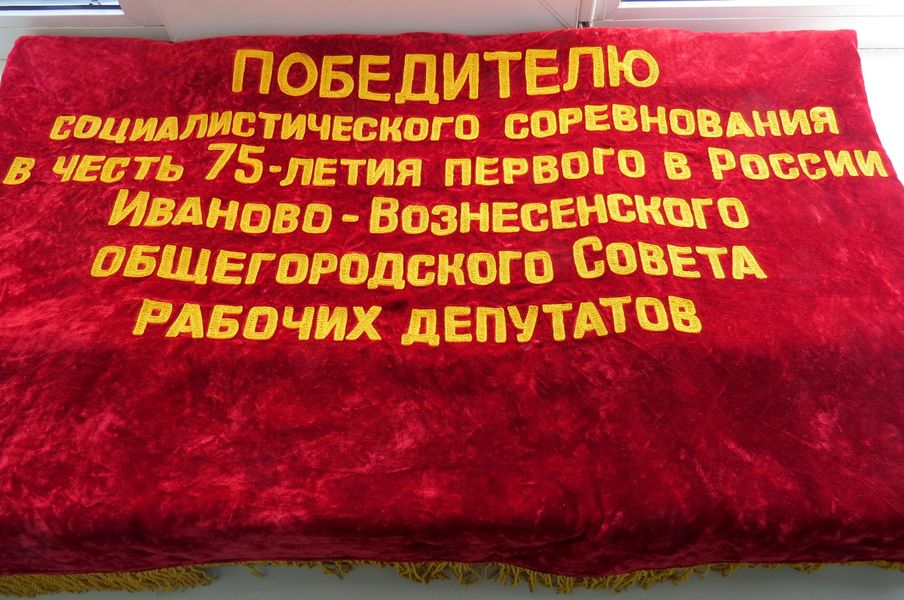 ПОБЕДИТЕЛЮ
СОЦИАЛИСТИЧЕСКОГО СОРЕВНОВАНИЯ
В ЧЕСТЬ 75-ЛЕТИЯ ПЕРВОГО В РОССИИ
ИВАНОВО-ВОЗНЕСЕНСКОГО
ОБЩЕГОРОДСКОГО СОВЕТА
РАБОЧИХ ДЕПУТАТОВ